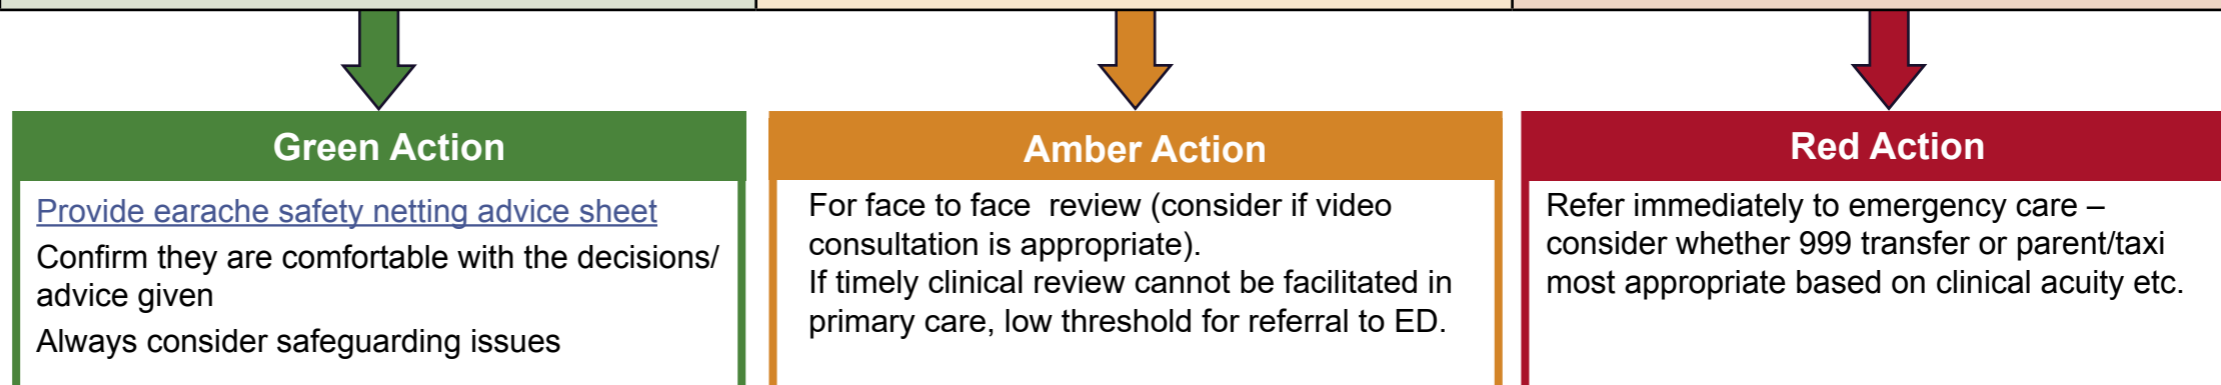 Green Action
Provide earache safety netting advice sheet
Confirm they are comfortable with the decisions/
advice given
Always consider safeguarding issues
Amber Action
For face to face  review (consider if video
consultation is appropriate).
If timely clinical review cannot be facilitated in
primary care, low threshold for referral to ED.
Red Action
Refer immediately to emergency care –
consider whether 999 transfer or parent/taxi
most appropriate based on clinical acuity etc.